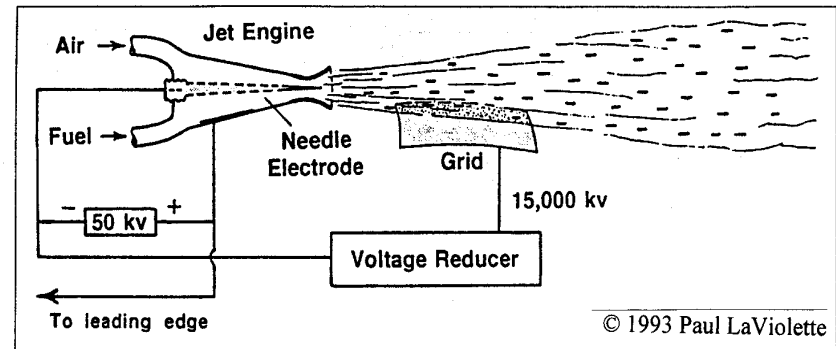 Air
Jet Engine
Fuel
Needle
Electrode
Grid
15,000 kv
− 50 kv +
Voltage Reducer
To leading edge
© 1993 Paul LaViolette